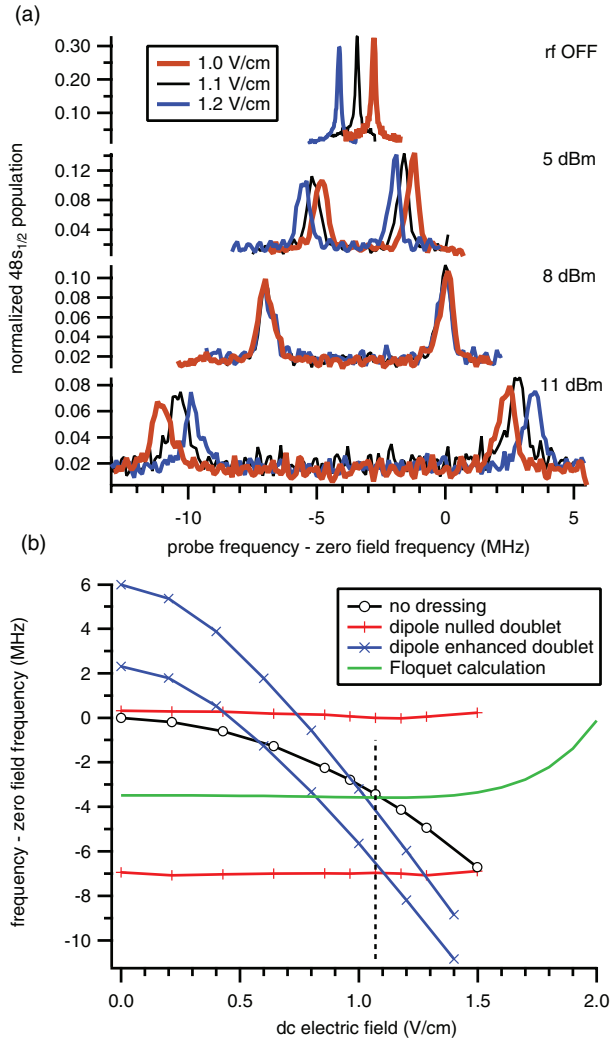 (a)
0.30
0.20
0.10
rf OFF
1.0 V/cm
1.1 V/cm
1.2 V/cm
0.12
0.08
0.04
5 dBm
0.10
0.08
0.06
0.04
0.02
8 dBm
0.08
0.06
0.04
0.02
11 dBm
normalized 48s1/2 population
-10
-5
0
5
probe frequency - zero field frequency (MHz)
(b)
6
4
2
0
-2
-4
-6
-8
-10
frequency - zero field frequency (MHz)
no dressing
dipole nulled doublet
dipole enhanced doublet
Floquet calculation
0.0
0.5
1.0
1.5
2.0
dc electric field (V/cm)